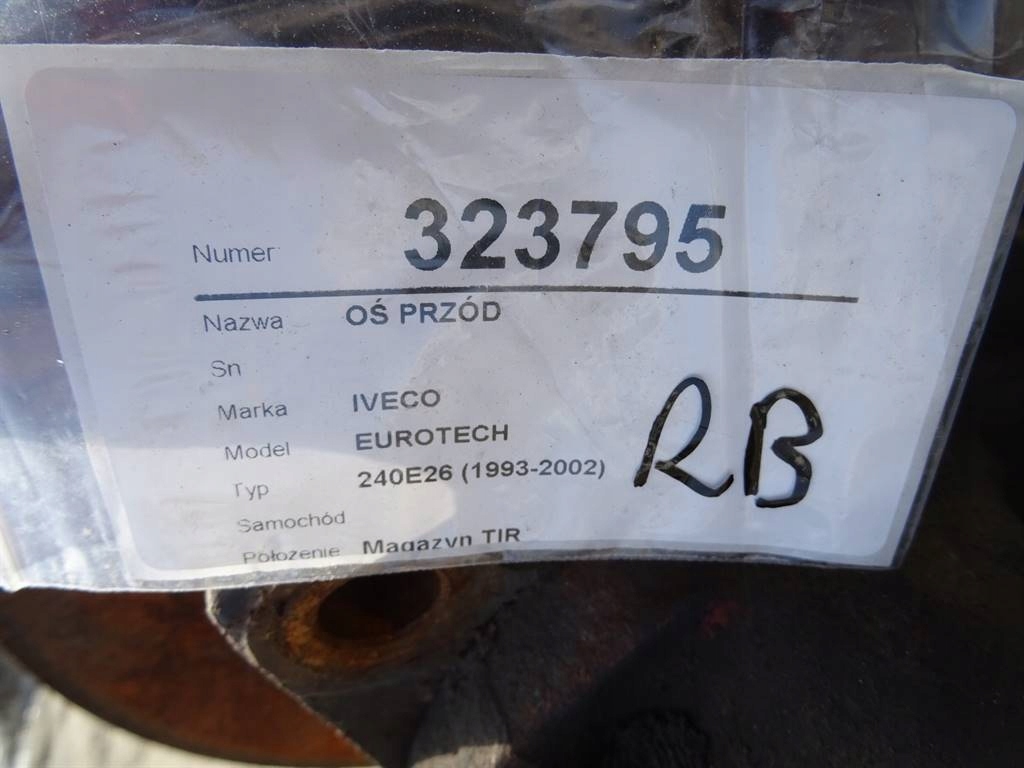 Numer 323795
Nazwa OŚ PRZÓD
Sn
Marka IVECO
Model EUROTECH
Typ 240E26 (1993-2002)
Samochód
Położenie Magazyn TIR
RB